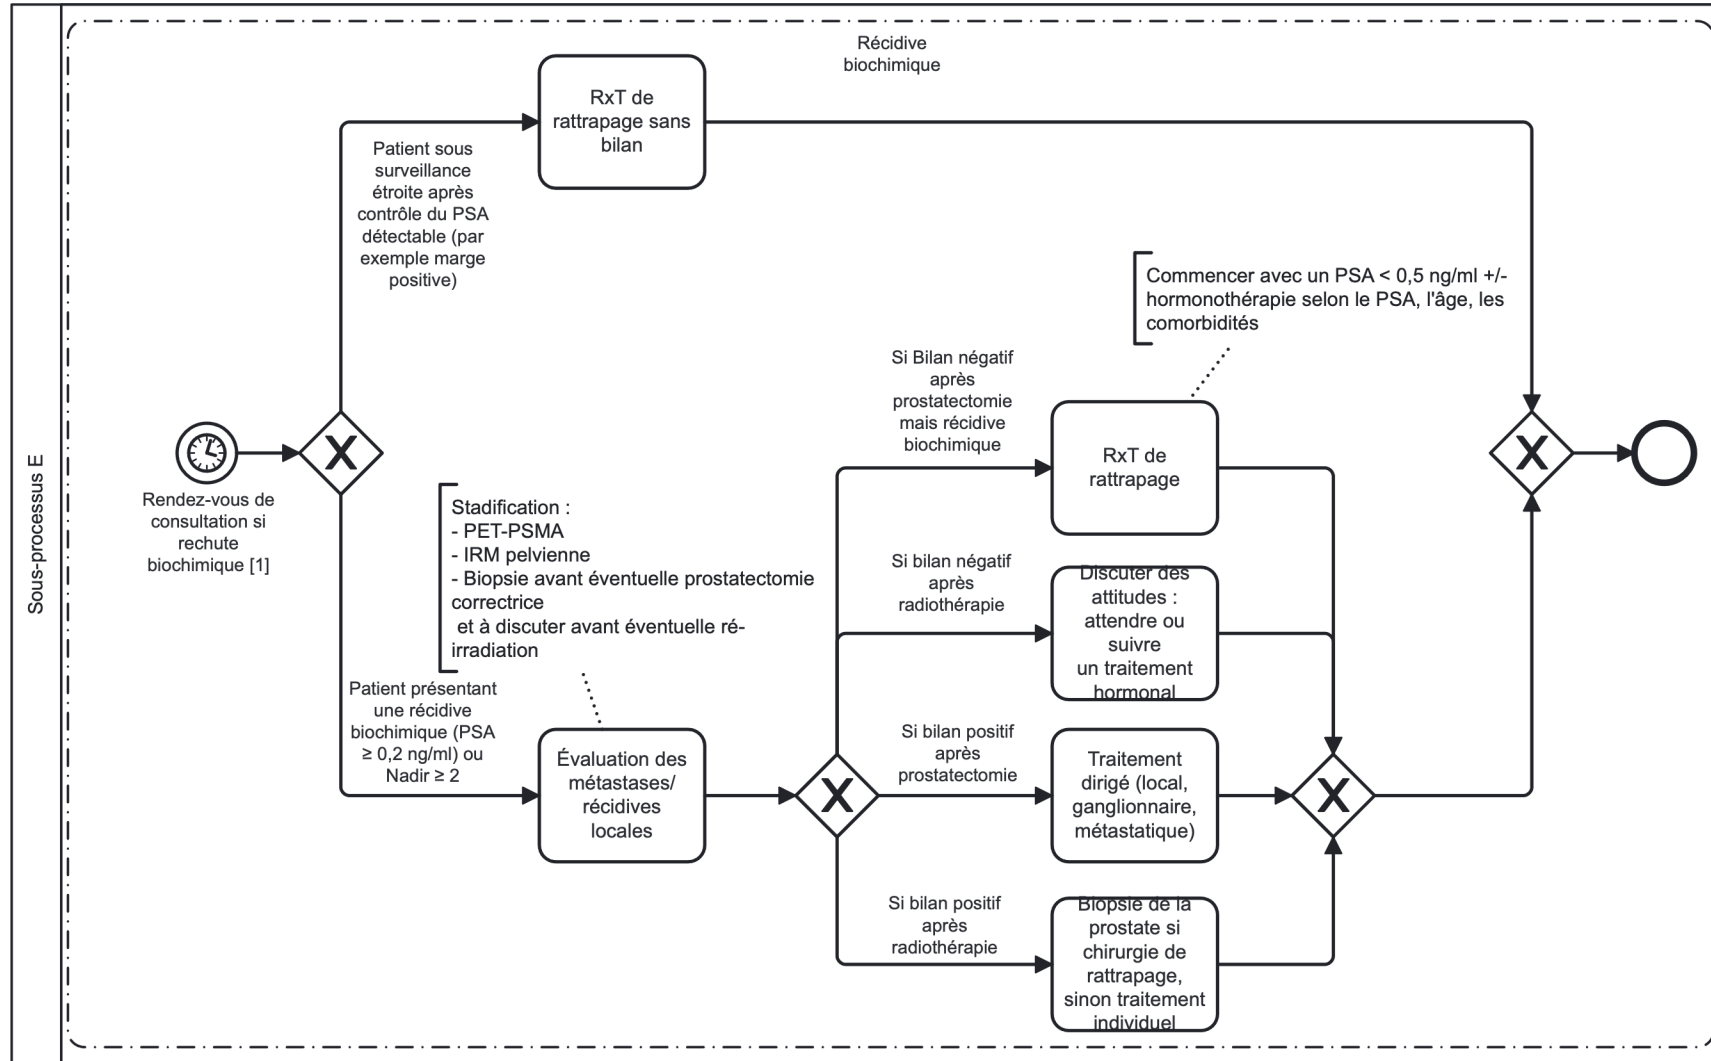 Sous-processus E
Récidive
biochimique
RxT de
rattrapage sans
bilan
Patient sous
surveillance
étroite après
contrôle du PSA
détectable (par
exemple marge
positive)
Commencer avec un PSA < 0,5 ng/ml +/-
hormonothérapie selon le PSA, l'âge, les
comorbidités
Si Bilan négatif
après
prostatectomie
mais récidive
biochimique
RxT de
rattrapage
X
X
Rendez-vous de
consultation si
rechute
biochimique [1]
Stadification :
- PET-PSMA
- IRM pelvienne
- Biopsie avant éventuelle prostatectomie
correctrice
et à discuter avant éventuelle ré-
irradiation
Si bilan négatif
après
radiothérapie
Discuter des
attitudes :
attendre ou
suivre
un traitement
hormonal
Patient présentant
une récidive
biochimique (PSA
≥ 0,2 ng/ml) ou
Nadir ≥ 2
Évaluation des
métastases/
récidives
locales
X
Si bilan positif
après
prostatectomie
Traitement
dirigé (local,
ganglionnaire,
métastatique)
X
Si bilan positif
après
radiothérapie
Biopsie de la
prostate si
chirurgie de
rattrapage,
sinon traitement
individuel